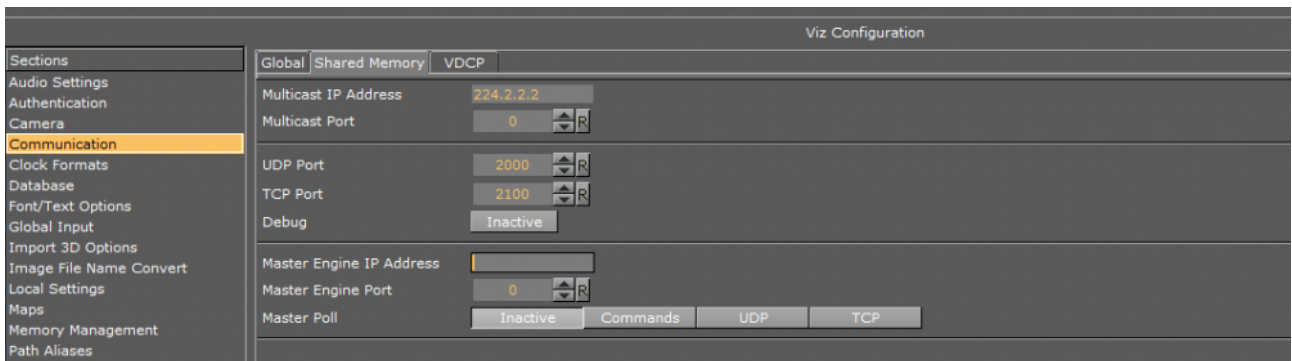 Viz Configuration
Sections
Audio Settings
Authentication
Camera
Communication
Clock Formats
Database
Font/Text Options
Global Input
Import 3D Options
Image File Name Convert
Local Settings
Maps
Memory Management
Path Aliases
Global Shared Memory VDCP
Multicast IP Address 224.2.2.2
Multicast Port 0 R
UDP Port 2000 R
TCP Port 2100 R
Debug Inactive
Master Engine IP Address
Master Engine Port 0 R
Master Poll Inactive Commands UDP TCP